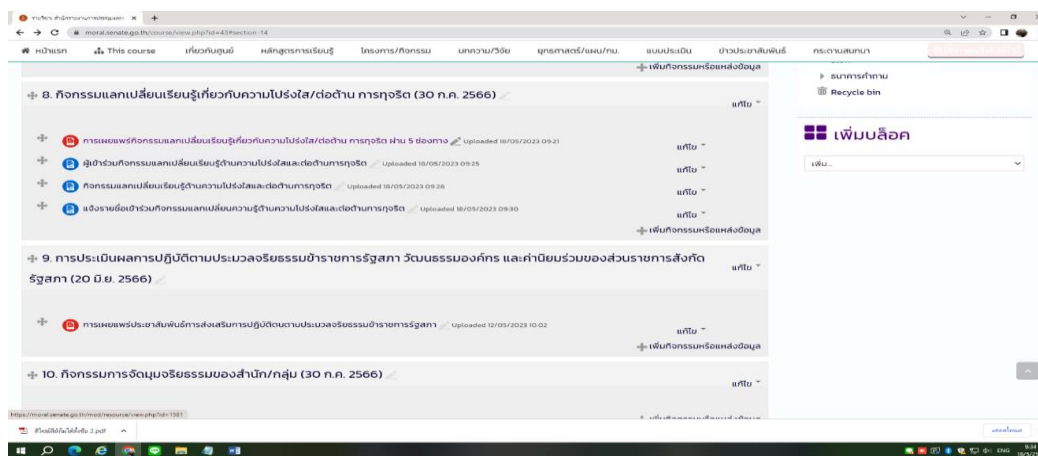 moral.senate.go.th/course/view.php?id=43#section-14
หน้าแรก This course เกี่ยวกับศูนย์ หลักสูตรการเรียนรู้ โครงการ/กิจกรรม บทความ/วิจัย ยุทธศาสตร์/แผน/กม. แบบประเมิน ข่าวประชาสัมพันธ์ กระดานสนทนา
เพิ่มกิจกรรมหรือแหล่งข้อมูล
ธนาคารคำถาม
Recycle bin
8. กิจกรรมแลกเปลี่ยนเรียนรู้เกี่ยวกับความโปร่งใส/ต่อต้าน การทุจริต (30 ก.ค. 2566)
แก้ไข
เพิ่มบล็อค
การเผยแพร่กิจกรรมแลกเปลี่ยนเรียนรู้เกี่ยวกับความโปร่งใส/ต่อต้าน การทุจริต ผ่าน 5 ช่องทาง Uploaded 18/05/2023 09:21
แก้ไข
เพิ่ม...
ผู้เข้าร่วมกิจกรรมแลกเปลี่ยนเรียนรู้ด้านความโปร่งใสและต่อต้านการทุจริต Uploaded 18/05/2023 09:25
แก้ไข
กิจกรรมแลกเปลี่ยนเรียนรู้ด้านความโปร่งใสและต่อต้านการทุจริต Uploaded 18/05/2023 09:26
แก้ไข
แจ้งรายชื่อเข้าร่วมกิจกรรมแลกเปลี่ยนความรู้ด้านความโปร่งใสและต่อต้านการทุจริต Uploaded 18/05/2023 09:30
แก้ไข
เพิ่มกิจกรรมหรือแหล่งข้อมูล
9. การประเมินผลการปฏิบัติตามประมวลจริยธรรมข้าราชการรัฐสภา วัฒนธรรมองค์กร และค่านิยมร่วมของส่วนราชการสังกัด
รัฐสภา (20 มิ.ย. 2566)
แก้ไข
การเผยแพร่ประชาสัมพันธ์การส่งเสริมการปฏิบัติตนตามประมวลจริยธรรมข้าราชการรัฐสภา Uploaded 12/05/2023 10:02
แก้ไข
เพิ่มกิจกรรมหรือแหล่งข้อมูล
10. กิจกรรมการจัดมุมจริยธรรมของสำนัก/กลุ่ม (30 ก.ค. 2566)
แก้ไข
https://moral.senate.go.th/mod/resource/view.php?id=1381
แสดงทั้งหมด
ENG 9:34